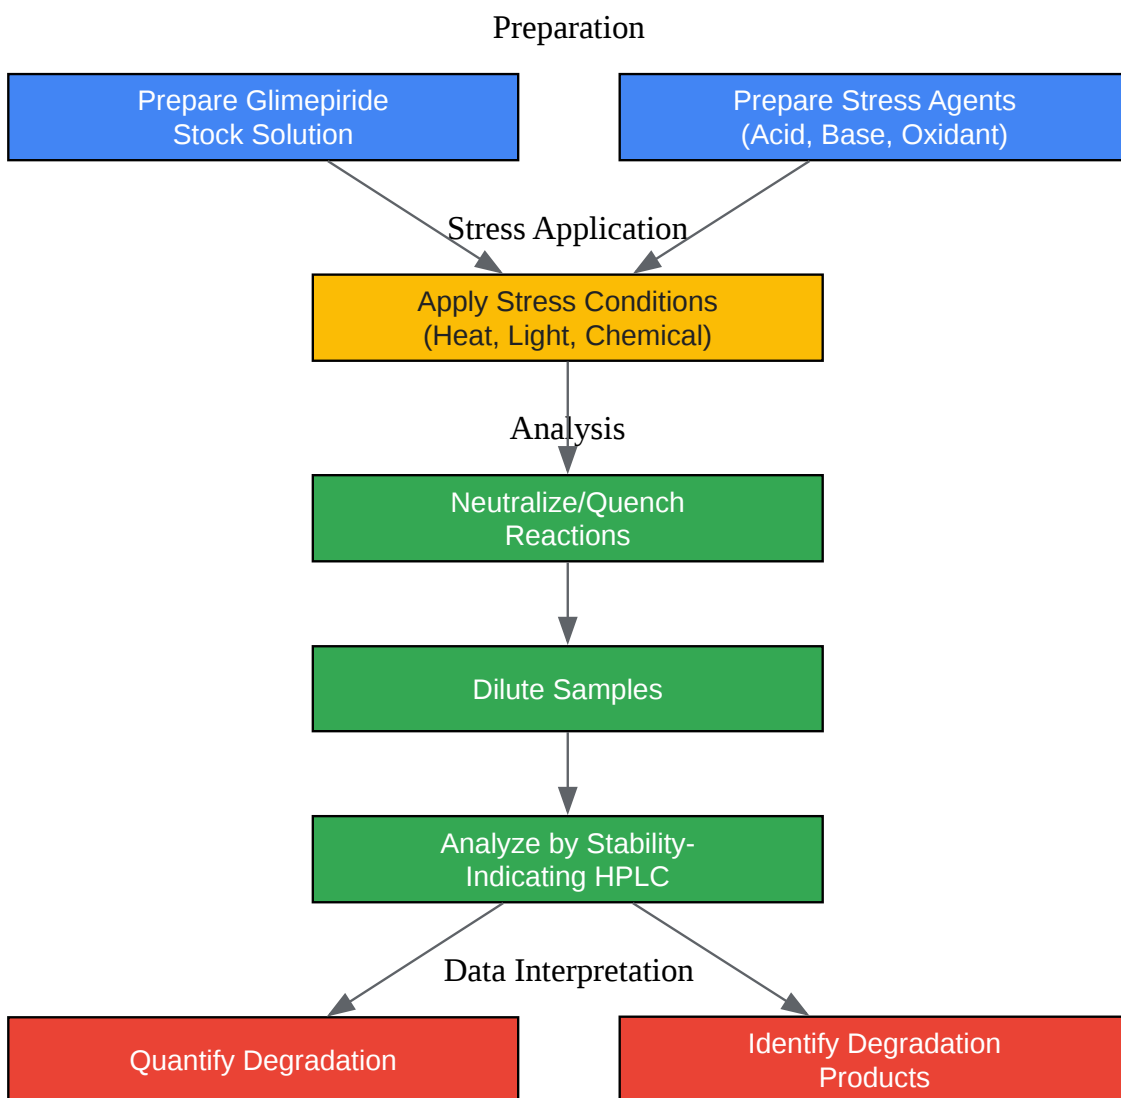 Preparation
Prepare Glimepiride
Stock Solution
Prepare Stress Agents
(Acid, Base, Oxidant)
Stress Application
Apply Stress Conditions
(Heat, Light, Chemical)
Analysis
Neutralize/Quench
Reactions
Dilute Samples
Analyze by Stability-
Indicating HPLC
Data Interpretation
Quantify Degradation
Identify Degradation
Products